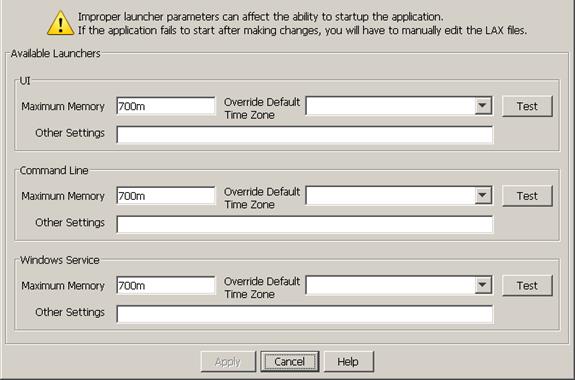 Improper launcher parameters can affect the ability to startup the application.
If the application fails to start after making changes, you will have to manually edit the LAX files.
Available Launchers
UI
Maximum Memory 700m Override Default Time Zone Test
Other Settings
Command Line
Maximum Memory 700m Override Default Time Zone Test
Other Settings
Windows Service
Maximum Memory 700m Override Default Time Zone Test
Other Settings
Apply Cancel Help